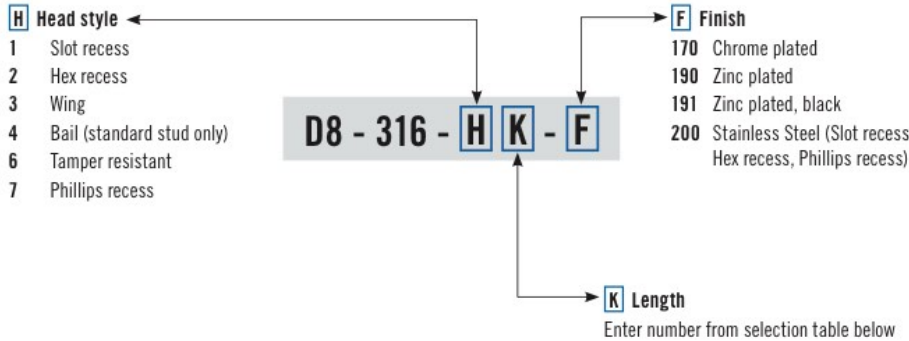 H Head style
1 Slot recess
2 Hex recess
3 Wing
4 Bail (standard stud only)
6 Tamper resistant
7 Phillips recess
D8 - 316 - H K - F
F Finish
170 Chrome plated
190 Zinc plated
191 Zinc plated, black
200 Stainless Steel (Slot recess
Hex recess, Phillips recess)
K Length
Enter number from selection table below